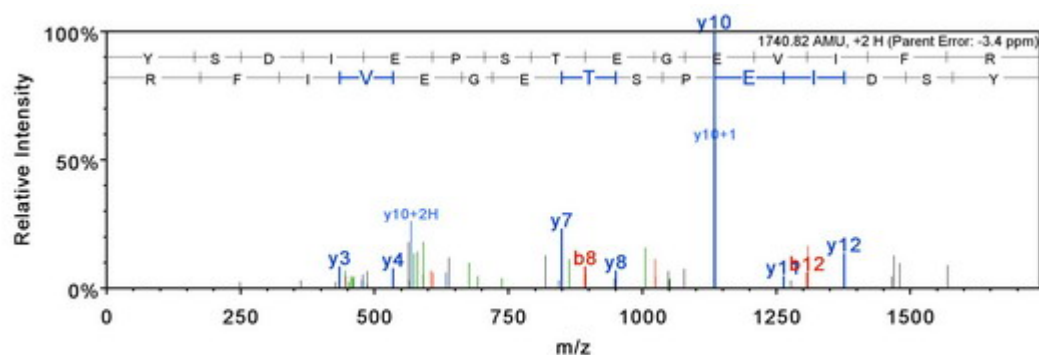 y10
1740.82 AMU, +2 H (Parent Error: -3.4 ppm)
Y S D I E P S T E G E V I F R
R F I V E G E T S P E I D S Y
Relative Intensity
100%
50%
0%
y10+1
y10+2H
y3
y4
y7
b8
y8
y11
b12
y12
0 250 500 750 1000 1250 1500
m/z